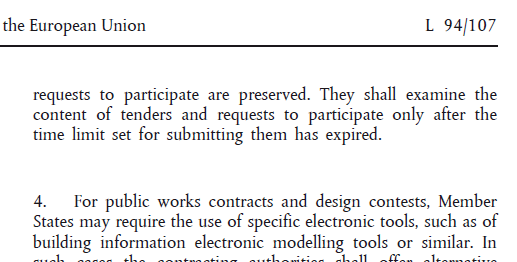 the European Union
L 94/107
requests to participate are preserved. They shall examine the
content of tenders and requests to participate only after the
time limit set for submitting them has expired.
4. For public works contracts and design contests, Member
States may require the use of specific electronic tools, such as of
building information electronic modelling tools or similar. In
such cases the contracting authorities shall offer alternative